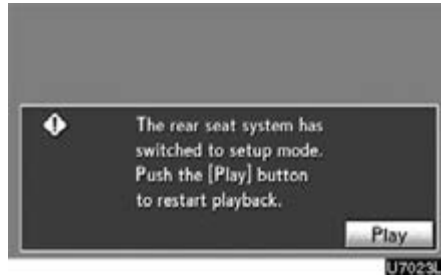 The rear seat system has
switched to setup mode.
Push the [Play] button
to restart playback.
Play
U7023L